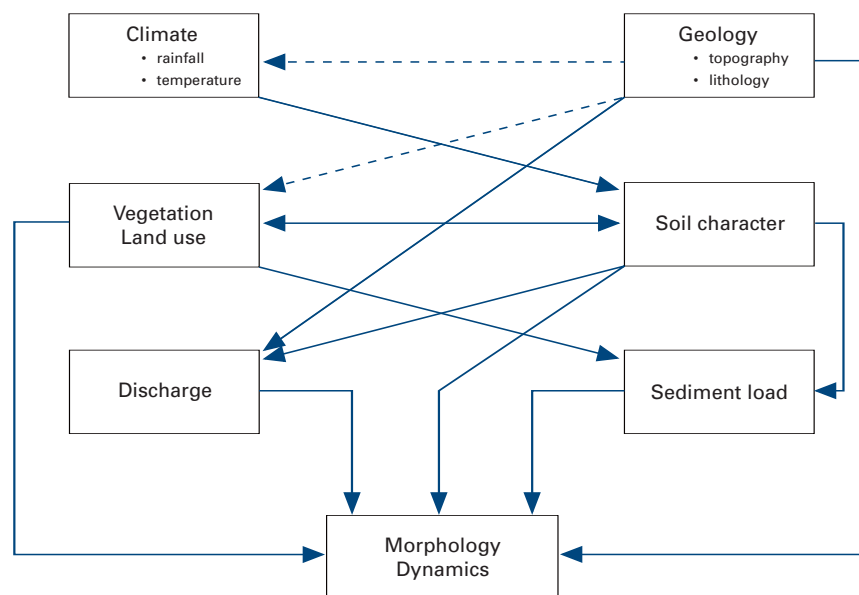 Climate
• rainfall
• temperature
Geology
• topography
• lithology
Vegetation
Land use
Soil character
Discharge
Sediment load
Morphology
Dynamics